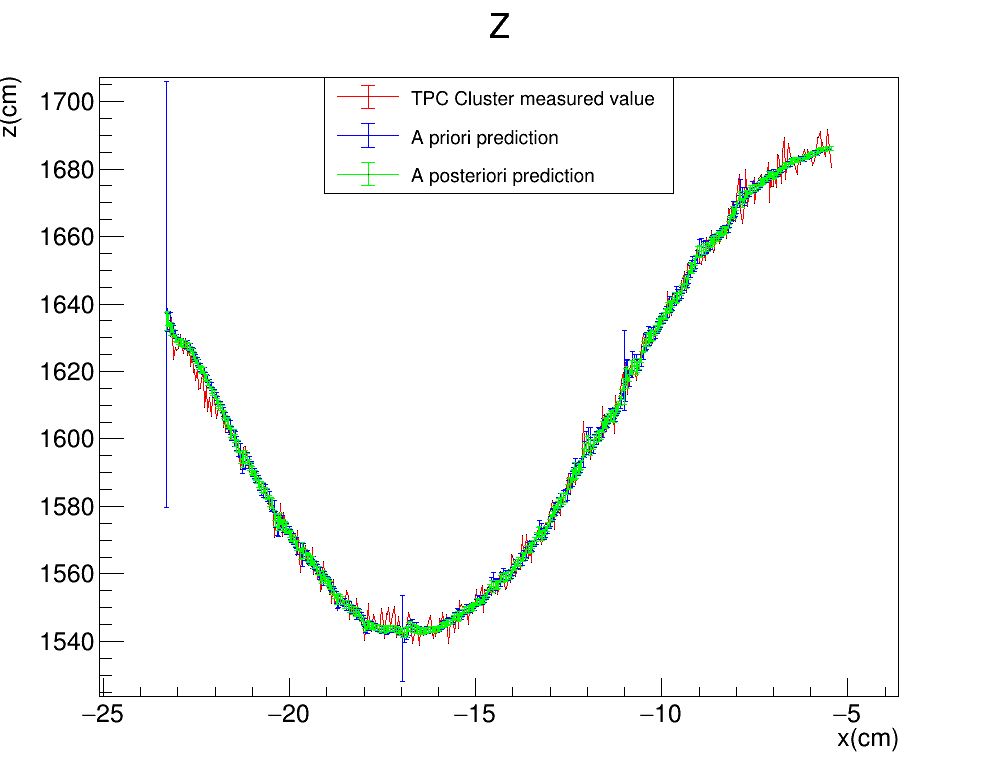 Z
z(cm)
TPC Cluster measured value
A priori prediction
A posteriori prediction
1700
1680
1660
1640
1620
1600
1580
1560
1540
−25 −20 −15 −10 −5
x(cm)